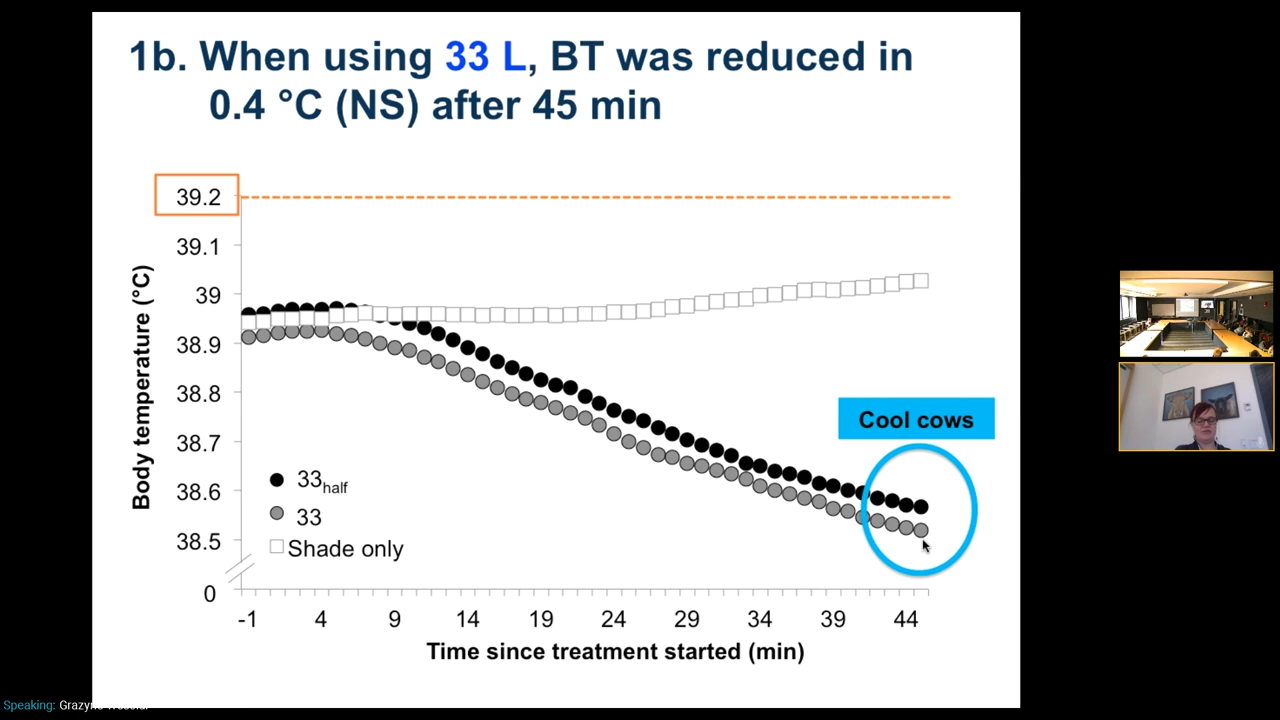 1b. When using 33 L, BT was reduced in
0.4 °C (NS) after 45 min
39.2
39.1
39
38.9
38.8
38.7
38.6
38.5
0
Body temperature (°C)
Cool cows
33half
33
Shade only
-1 4 9 14 19 24 29 34 39 44
Time since treatment started (min)
Speaking: